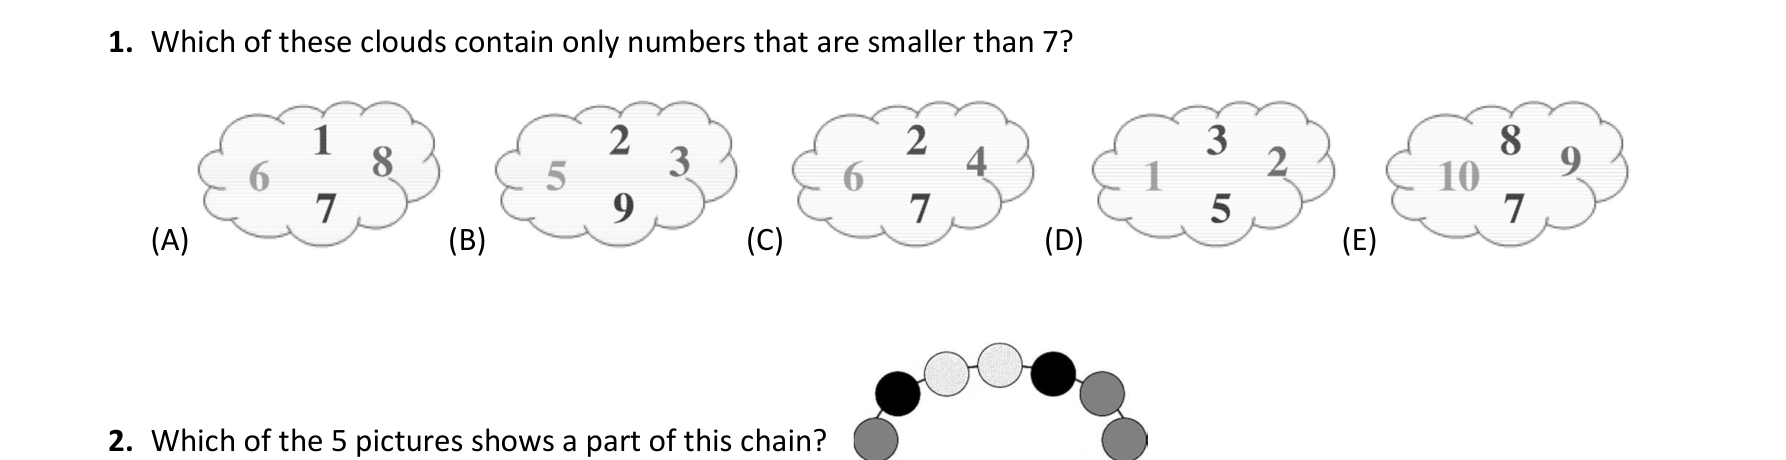 1. Which of these clouds contain only numbers that are smaller than 7?
1 6 8 7
2 5 3 9
2 6 4 7
3 1 2 5
8 10 9 7
(A) (B) (C) (D) (E)
2. Which of the 5 pictures shows a part of this chain?